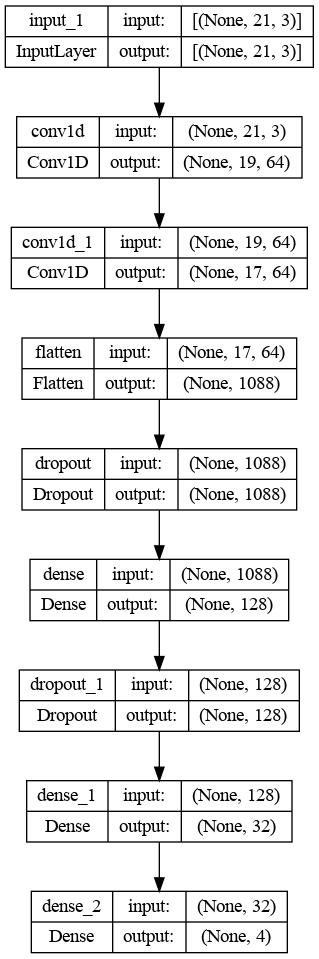 input_1 input: [(None, 21, 3)]
InputLayer output: [(None, 21, 3)]
conv1d input: (None, 21, 3)
Conv1D output: (None, 19, 64)
conv1d_1 input: (None, 19, 64)
Conv1D output: (None, 17, 64)
flatten input: (None, 17, 64)
Flatten output: (None, 1088)
dropout input: (None, 1088)
Dropout output: (None, 1088)
dense input: (None, 1088)
Dense output: (None, 128)
dropout_1 input: (None, 128)
Dropout output: (None, 128)
dense_1 input: (None, 128)
Dense output: (None, 32)
dense_2 input: (None, 32)
Dense output: (None, 4)